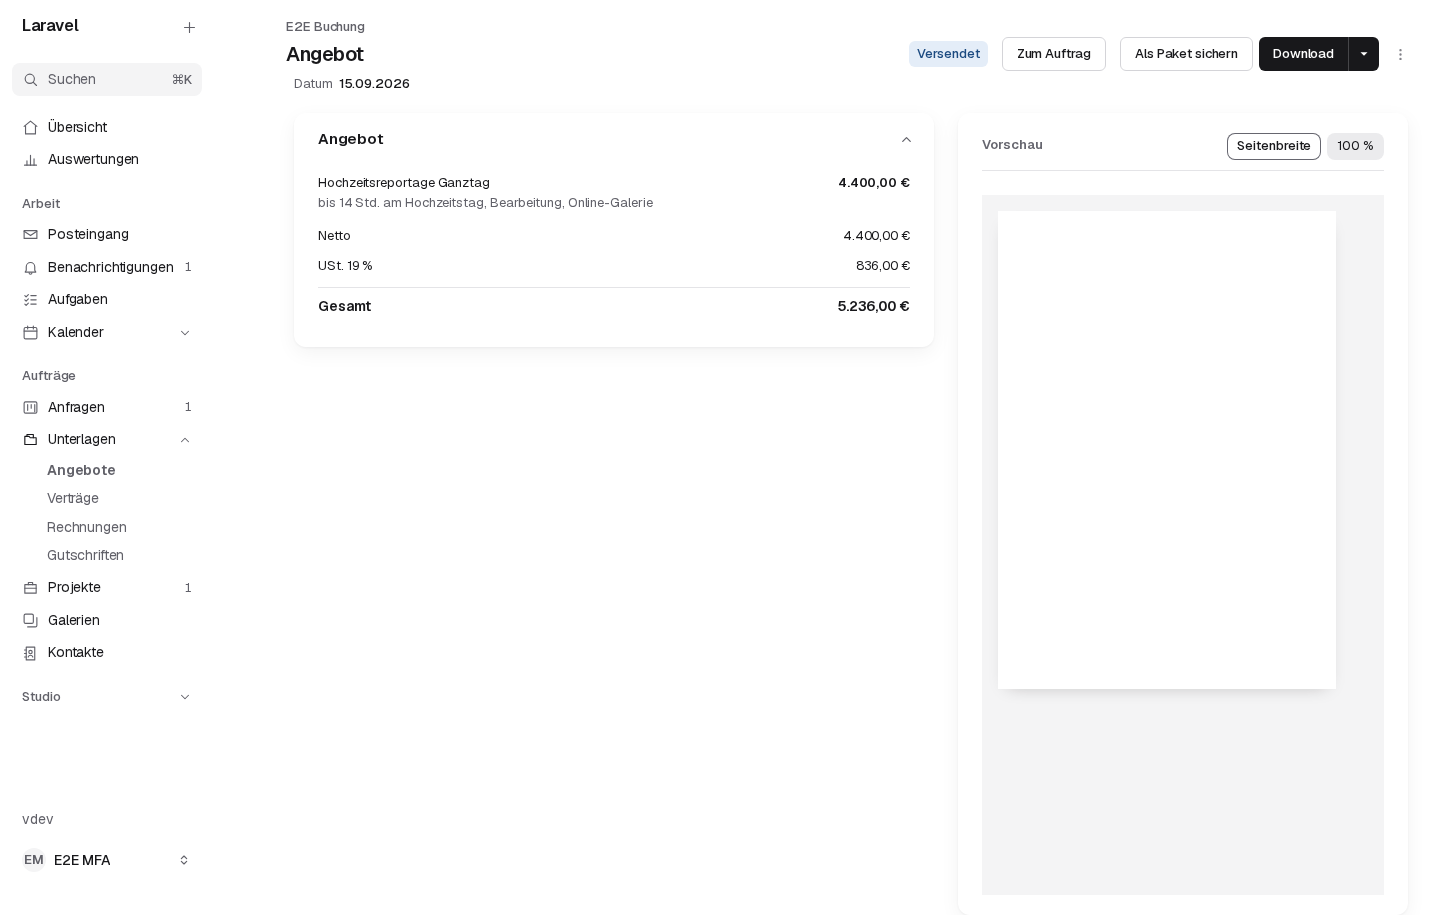 Laravel
Suchen ⌘K
Übersicht
Auswertungen
Arbeit
Posteingang
Benachrichtigungen 1
Aufgaben
Kalender
Aufträge
Anfragen 1
Unterlagen
Angebote
Verträge
Rechnungen
Gutschriften
Projekte 1
Galerien
Kontakte
Studio
vdev
EM E2E MFA
E2E Buchung
Angebot
Datum 15.09.2026
Versendet
Zum Auftrag
Als Paket sichern
Download
Angebot
Hochzeitsreportage Ganztag 4.400,00 €
bis 14 Std. am Hochzeitstag, Bearbeitung, Online-Galerie
Netto 4.400,00 €
USt. 19 % 836,00 €
Gesamt 5.236,00 €
Vorschau
Seitenbreite
100 %